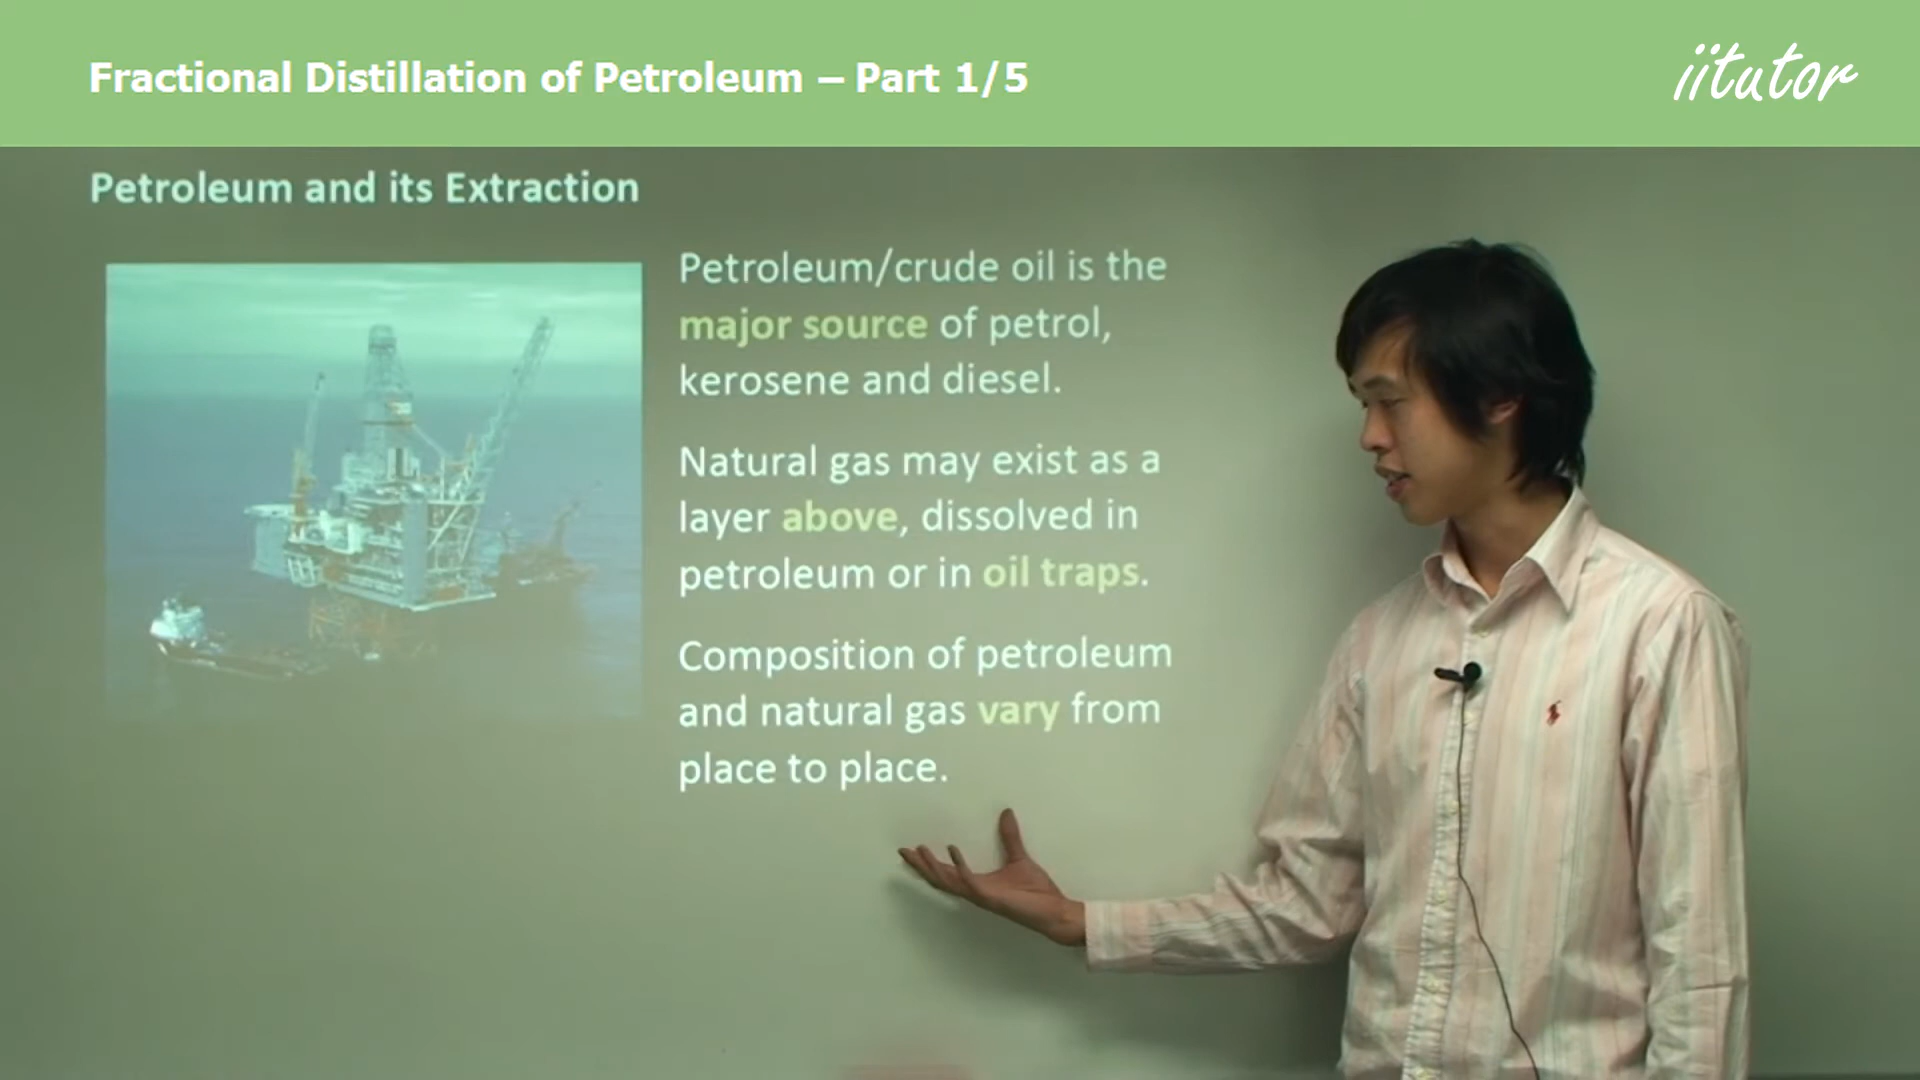 Fractional Distillation of Petroleum – Part 1/5
iitutor
Petroleum and its Extraction
Petroleum/crude oil is the
major source of petrol,
kerosene and diesel.
Natural gas may exist as a
layer above, dissolved in
petroleum or in oil traps.
Composition of petroleum
and natural gas vary from
place to place.